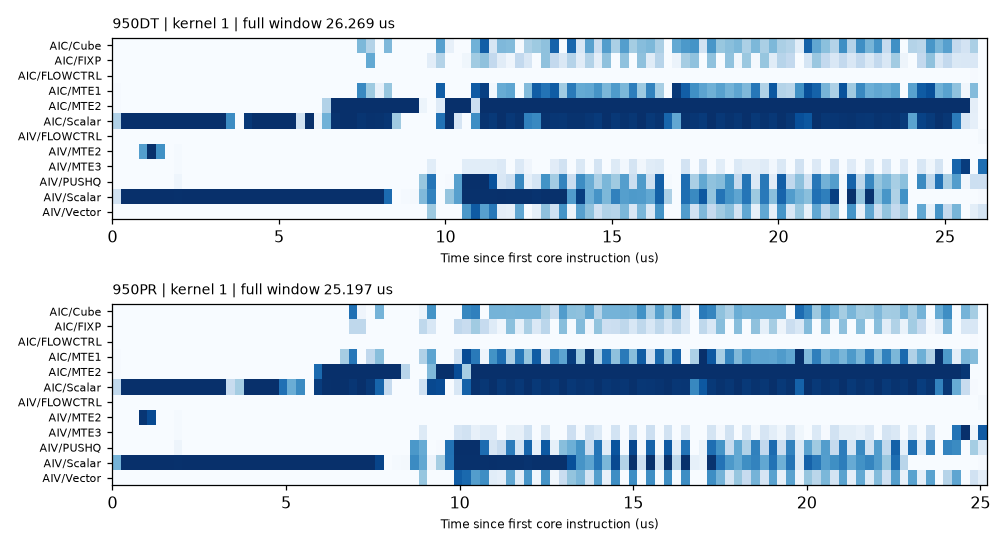 950DT | kernel 1 | full window 26.269 us
AIC/Cube
AIC/FIXP
AIC/FLOWCTRL
AIC/MTE1
AIC/MTE2
AIC/Scalar
AIV/FLOWCTRL
AIV/MTE2
AIV/MTE3
AIV/PUSHQ
AIV/Scalar
AIV/Vector
0 5 10 15 20 25
Time since first core instruction (us)
950PR | kernel 1 | full window 25.197 us
AIC/Cube
AIC/FIXP
AIC/FLOWCTRL
AIC/MTE1
AIC/MTE2
AIC/Scalar
AIV/FLOWCTRL
AIV/MTE2
AIV/MTE3
AIV/PUSHQ
AIV/Scalar
AIV/Vector
0 5 10 15 20 25
Time since first core instruction (us)